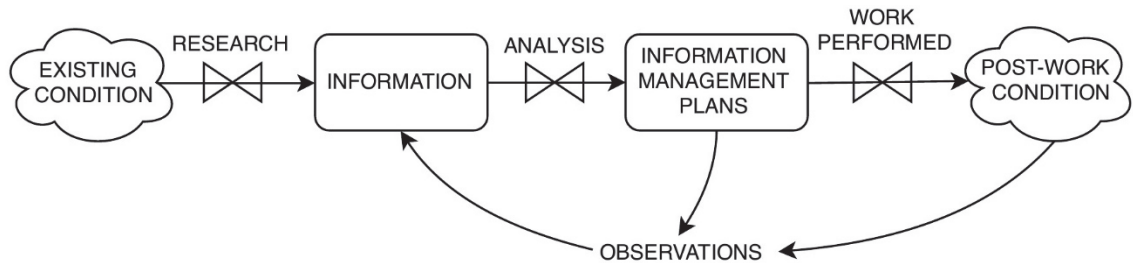 RESEARCH
EXISTING
CONDITION
INFORMATION
ANALYSIS
INFORMATION
MANAGEMENT
PLANS
WORK
PERFORMED
POST-WORK
CONDITION
OBSERVATIONS